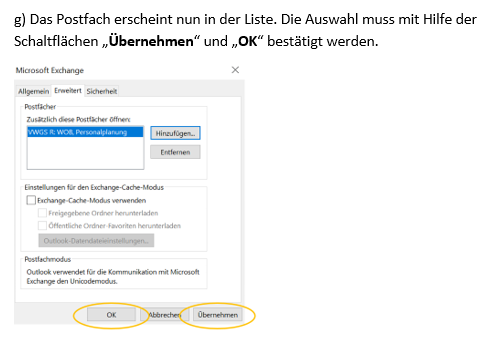 g) Das Postfach erscheint nun in der Liste. Die Auswahl muss mit Hilfe der
Schaltflächen „Übernehmen“ und „OK“ bestätigt werden.
Microsoft Exchange
Allgemein Erweitert Sicherheit
Postfächer
Zusätzlich diese Postfächer öffnen:
VWGS R: WOB, Personalplanung
Hinzufügen...
Entfernen
Einstellungen für den Exchange-Cache-Modus
Exchange-Cache-Modus verwenden
Freigegebene Ordner herunterladen
Öffentliche Ordner-Favoriten herunterladen
Outlook-Datendateieinstellungen...
Postfachmodus
Outlook verwendet für die Kommunikation mit Microsoft
Exchange den Unicodemodus.
OK Abbrechen Übernehmen